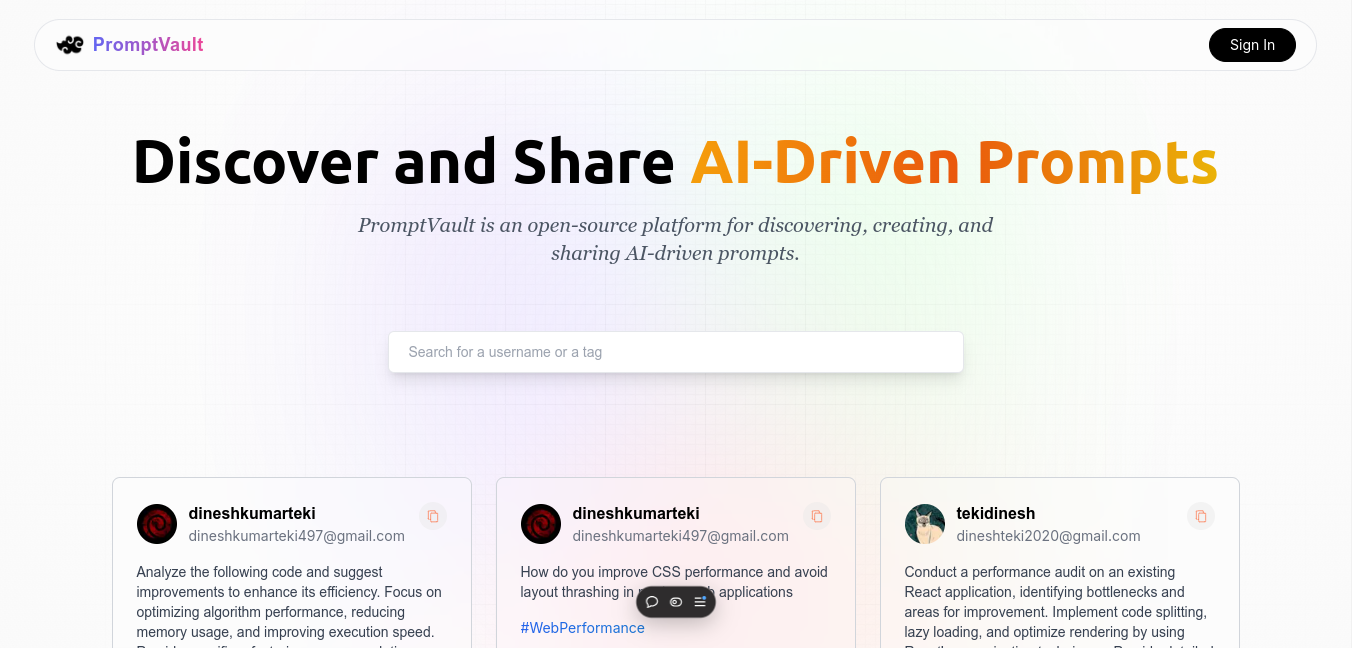 PromptVault
Sign In
Discover and Share AI-Driven Prompts
PromptVault is an open-source platform for discovering, creating, and
sharing AI-driven prompts.
Search for a username or a tag
dineshkumarteki
dineshkumarteki497@gmail.com
Analyze the following code and suggest
improvements to enhance its efficiency. Focus on
optimizing algorithm performance, reducing
memory usage, and improving execution speed.
dineshkumarteki
dineshkumarteki497@gmail.com
How do you improve CSS performance and avoid
layout thrashing in applications
#WebPerformance
tekidinesh
dineshteki2020@gmail.com
Conduct a performance audit on an existing
React application, identifying bottlenecks and
areas for improvement. Implement code splitting,
lazy loading, and optimize rendering by using